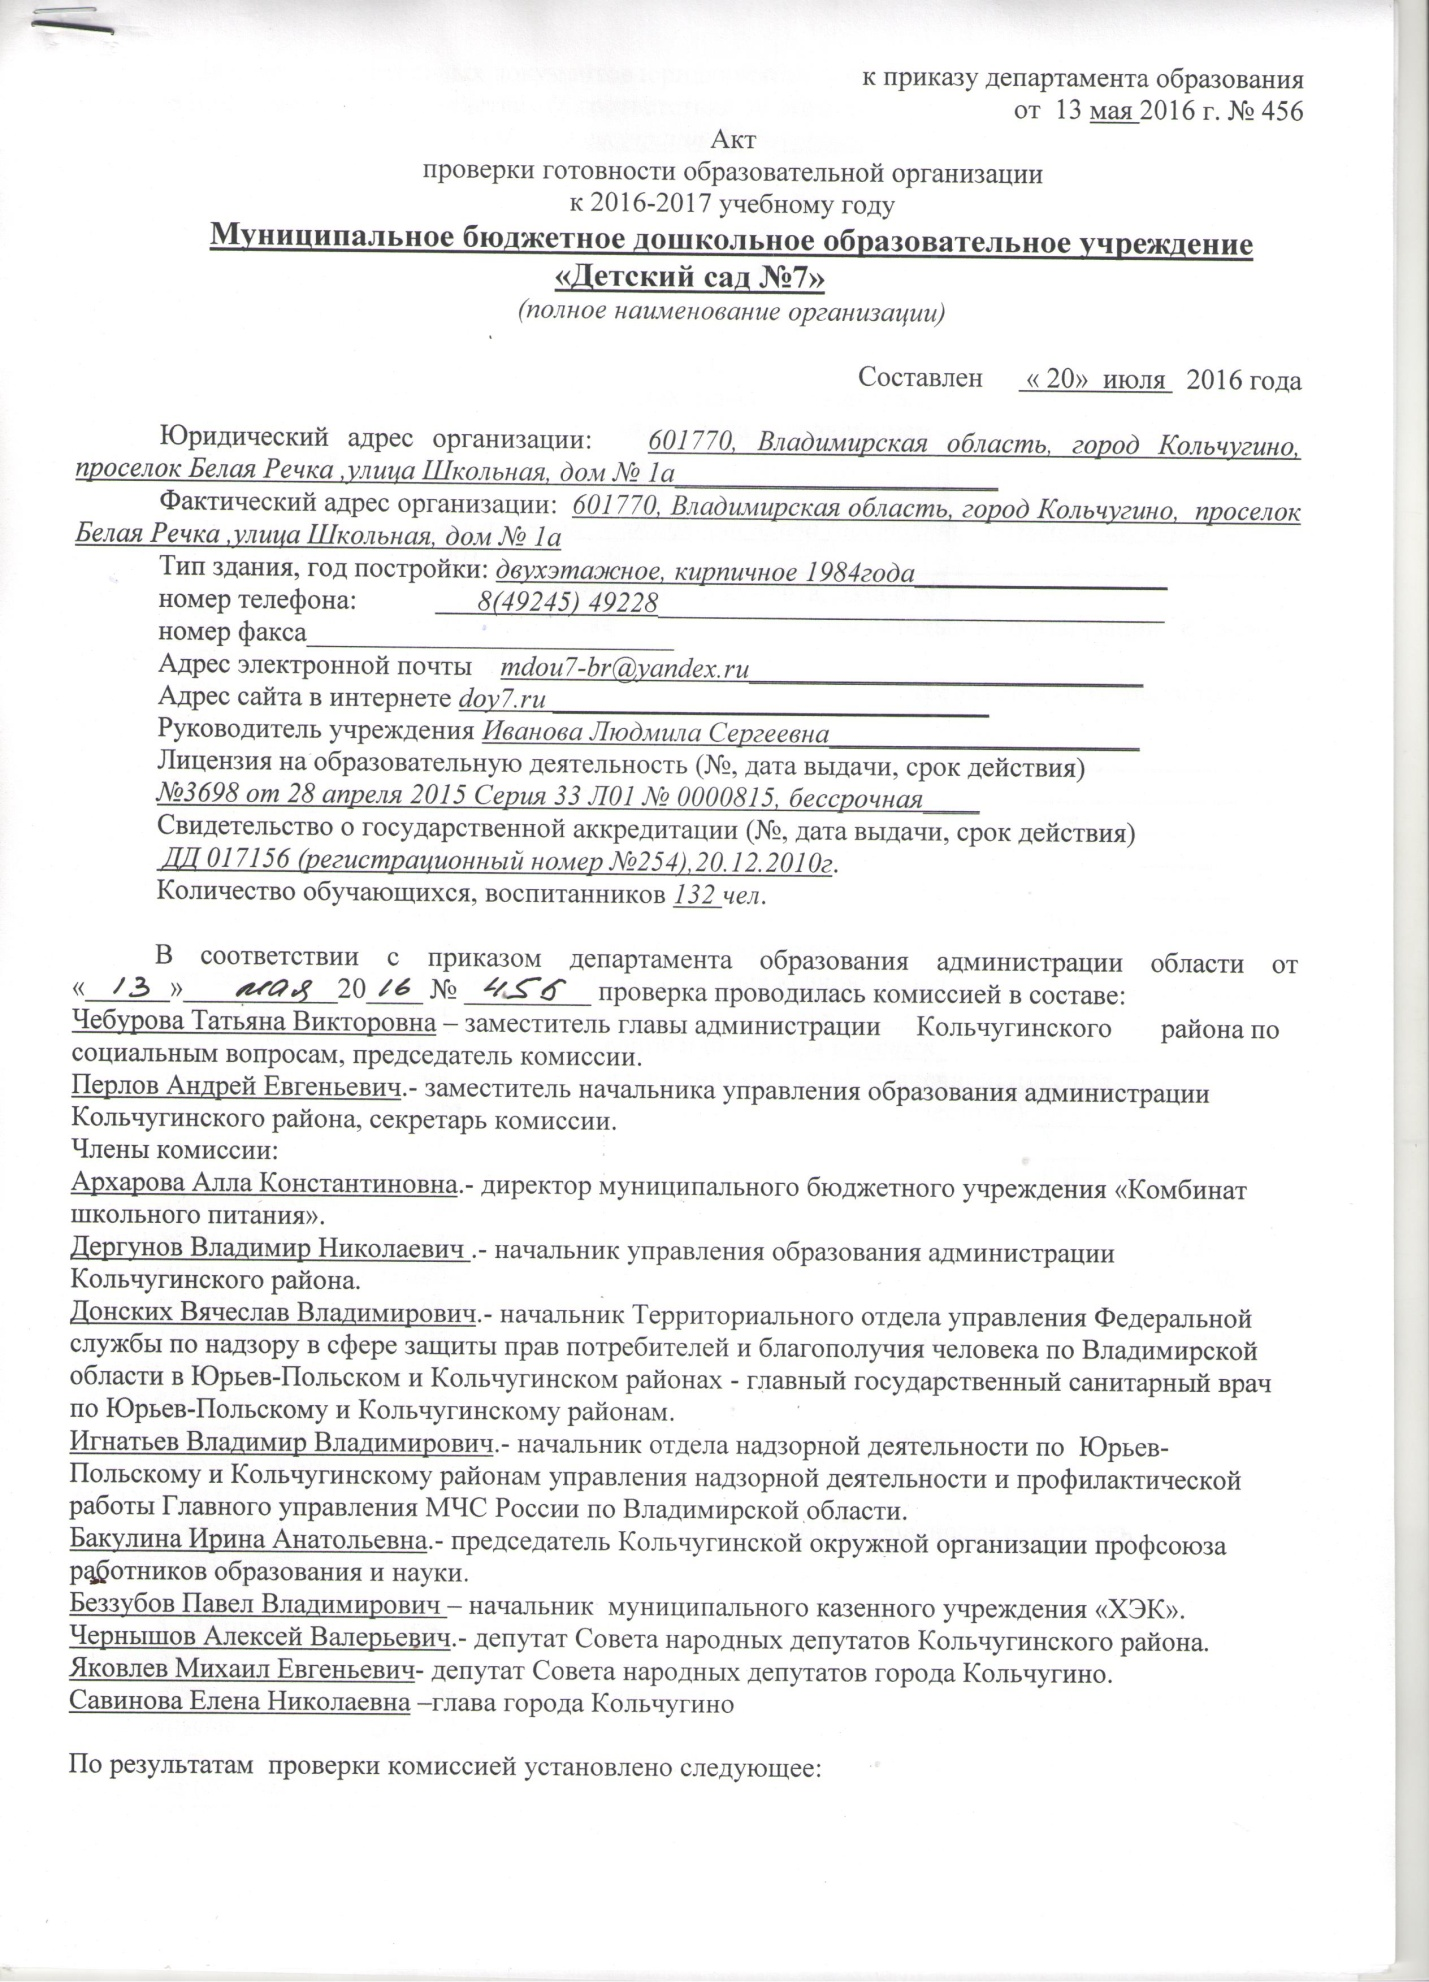 к приказу департамента образования
от 13 мая 2016 г. № 456
Акт
проверки готовности образовательной организации
к 2016-2017 учебному году
Муниципальное бюджетное дошкольное образовательное учреждение
«Детский сад №7»
(полное наименование организации)
Составлен « 20» июля 2016 года
Юридический адрес организации: 601770, Владимирская область, город Кольчугино,
проселок Белая Речка ,улица Школьная, дом № 1а
Фактический адрес организации: 601770, Владимирская область, город Кольчугино, проселок
Белая Речка ,улица Школьная, дом № 1а
Тип здания, год постройки: двухэтажное, кирпичное 1984года
номер телефона: 8(49245) 49228
номер факса
Адрес электронной почты mdou7-br@yandex.ru
Адрес сайта в интернете doy7.ru
Руководитель учреждения Иванова Людмила Сергеевна
Лицензия на образовательную деятельность (№, дата выдачи, срок действия)
№3698 от 28 апреля 2015 Серия 33 Л01 № 0000815, бессрочная
Свидетельство о государственной аккредитации (№, дата выдачи, срок действия)
ДД 017156 (регистрационный номер №254),20.12.2010г.
Количество обучающихся, воспитанников 132 чел.
В соответствии с приказом департамента образования администрации области от
« 13 » мая 20 16 № 456 проверка проводилась комиссией в составе:
Чебурова Татьяна Викторовна – заместитель главы администрации Кольчугинского района по
социальным вопросам, председатель комиссии.
Перлов Андрей Евгеньевич.- заместитель начальника управления образования администрации
Кольчугинского района, секретарь комиссии.
Члены комиссии:
Архарова Алла Константиновна.- директор муниципального бюджетного учреждения «Комбинат
школьного питания».
Дергунов Владимир Николаевич .- начальник управления образования администрации
Кольчугинского района.
Донских Вячеслав Владимирович.- начальник Территориального отдела управления Федеральной
службы по надзору в сфере защиты прав потребителей и благополучия человека по Владимирской
области в Юрьев-Польском и Кольчугинском районах - главный государственный санитарный врач
по Юрьев-Польскому и Кольчугинскому районам.
Игнатьев Владимир Владимирович.- начальник отдела надзорной деятельности по Юрьев-
Польскому и Кольчугинскому районам управления надзорной деятельности и профилактической
работы Главного управления МЧС России по Владимирской области.
Бакулина Ирина Анатольевна.- председатель Кольчугинской окружной организации профсоюза
работников образования и науки.
Беззубов Павел Владимирович – начальник муниципального казенного учреждения «ХЭК».
Чернышов Алексей Валерьевич.- депутат Совета народных депутатов Кольчугинского района.
Яковлев Михаил Евгеньевич- депутат Совета народных депутатов города Кольчугино.
Савинова Елена Николаевна –глава города Кольчугино
По результатам проверки комиссией установлено следующее: